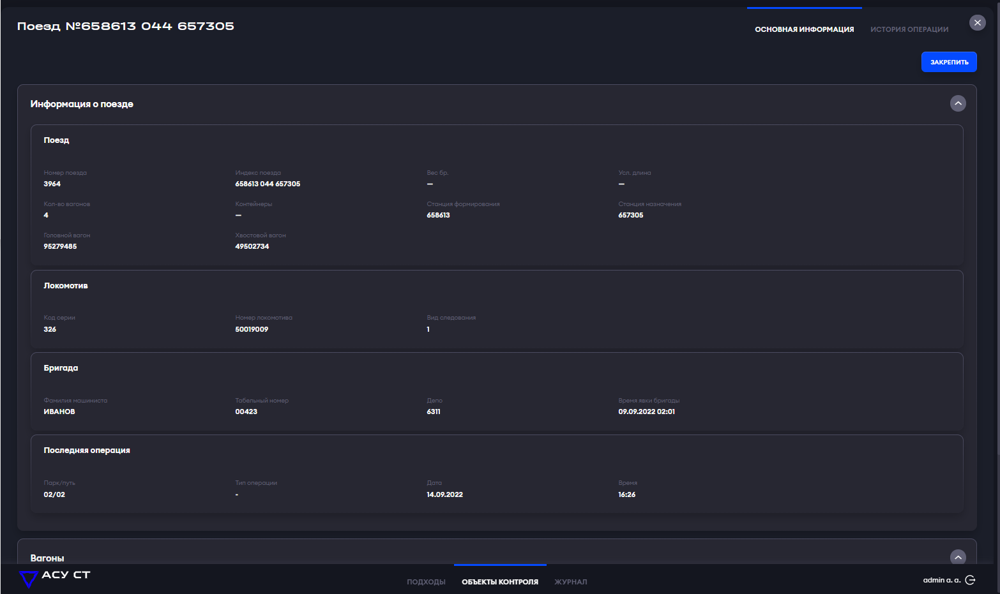 Поезд №658613 044 657305
ОСНОВНАЯ ИНФОРМАЦИЯ
ИСТОРИЯ ОПЕРАЦИИ
ЗАКРЕПИТЬ
Информация о поезде
Поезд
Номер поезда
Индекс поезда
Вес бр.
Усл. длина
3964
658613 044 657305
—
—
Кол-во вагонов
Контейнеры
Станция формирования
Станция назначения
4
—
658613
657305
Головной вагон
Хвостовой вагон
95279485
49502734
Локомотив
Код серии
Номер локомотива
Вид следования
326
50019009
1
Бригада
Фамилия машиниста
Табельный номер
Депо
Время явки бригады
ИВАНОВ
00423
6311
09.09.2022 02:01
Последняя операция
Парк/путь
Тип операции
Дата
Время
02/02
-
14.09.2022
16:26
Вагоны
АСУ СТ
ПОДХОДЫ
ОБЪЕКТЫ КОНТРОЛЯ
ЖУРНАЛ
admin a. a.